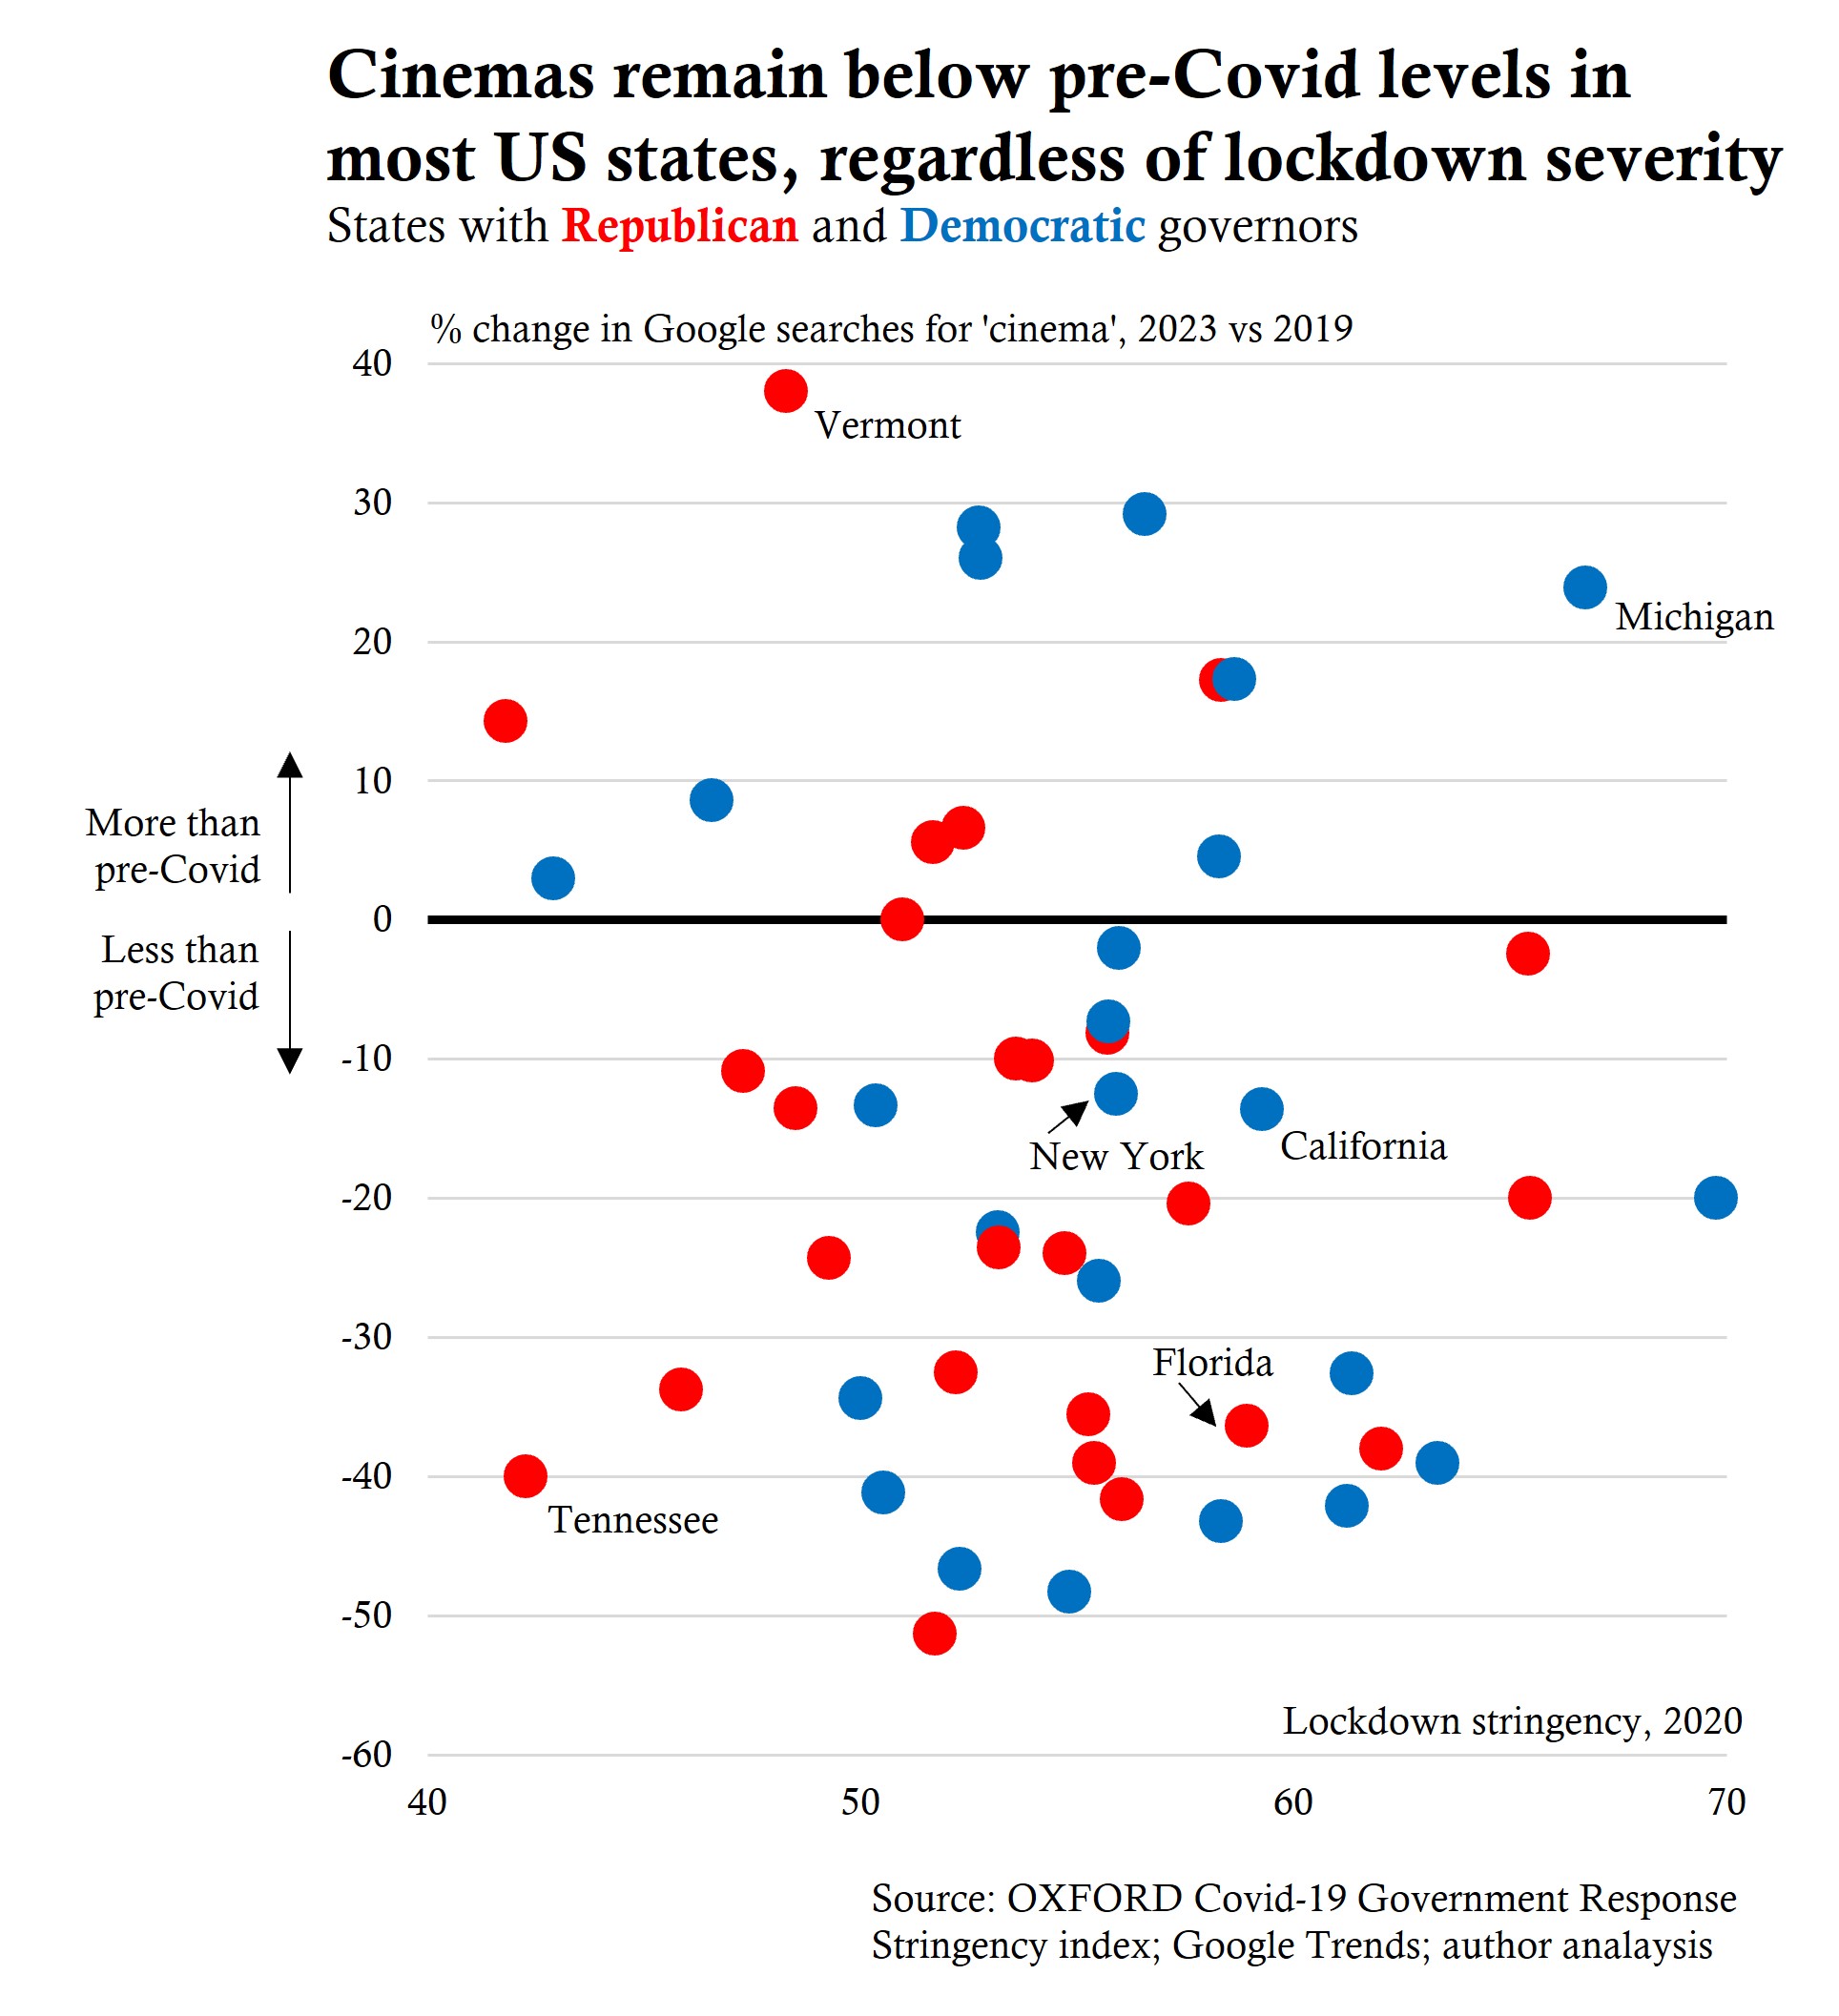 Cinemas remain below pre-Covid levels in
most US states, regardless of lockdown severity
States with Republican and Democratic governors
% change in Google searches for 'cinema', 2023 vs 2019
40
Vermont
30
Michigan
20
10
More than
pre-Covid
0
Less than
pre-Covid
-10
New York
California
-20
-30
Florida
-40
Tennessee
-50
Lockdown stringency, 2020
-60
40
50
60
70
Source: OXFORD Covid-19 Government Response
Stringency index; Google Trends; author analaysis